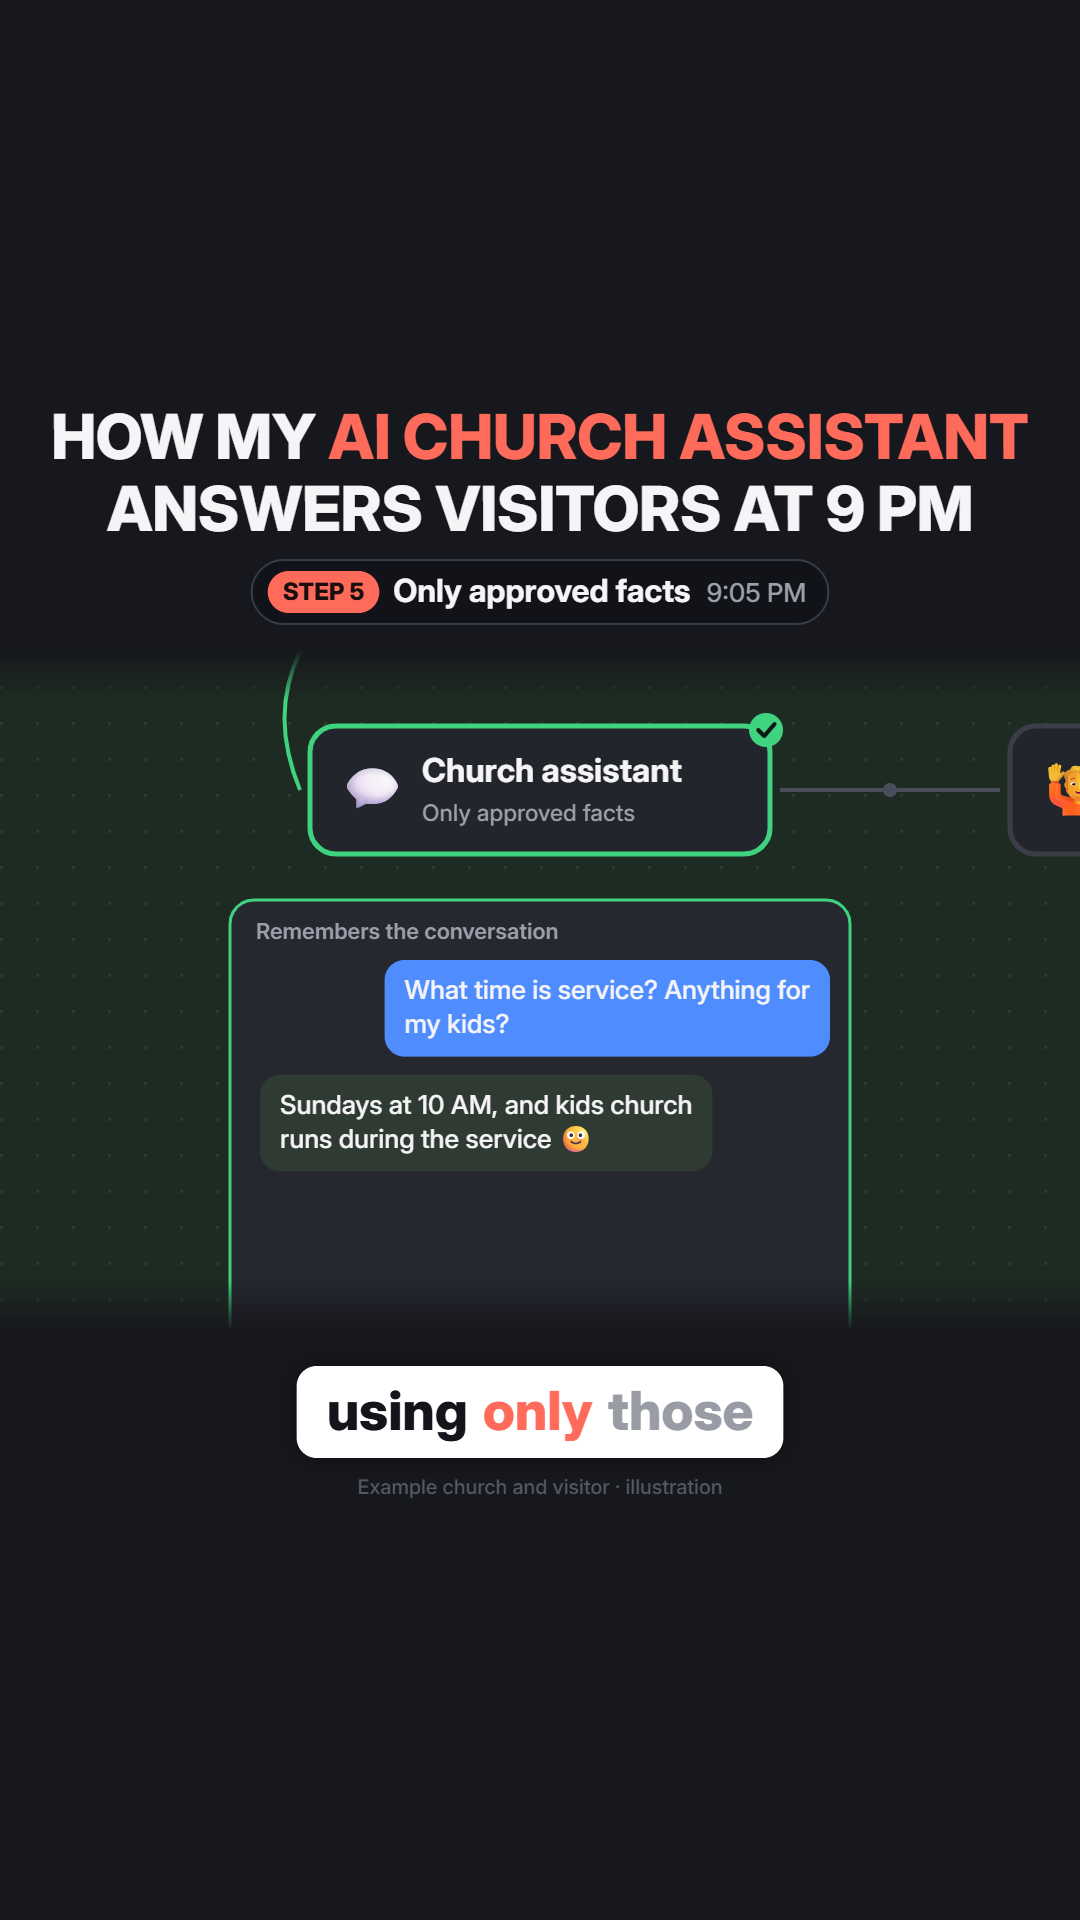 HOW MY AI CHURCH ASSISTANT
ANSWERS VISITORS AT 9 PM
STEP 5 Only approved facts 9:05 PM
Church assistant
Only approved facts
Remembers the conversation
What time is service? Anything for
my kids?
Sundays at 10 AM, and kids church
runs during the service
using only those
Example church and visitor · illustration